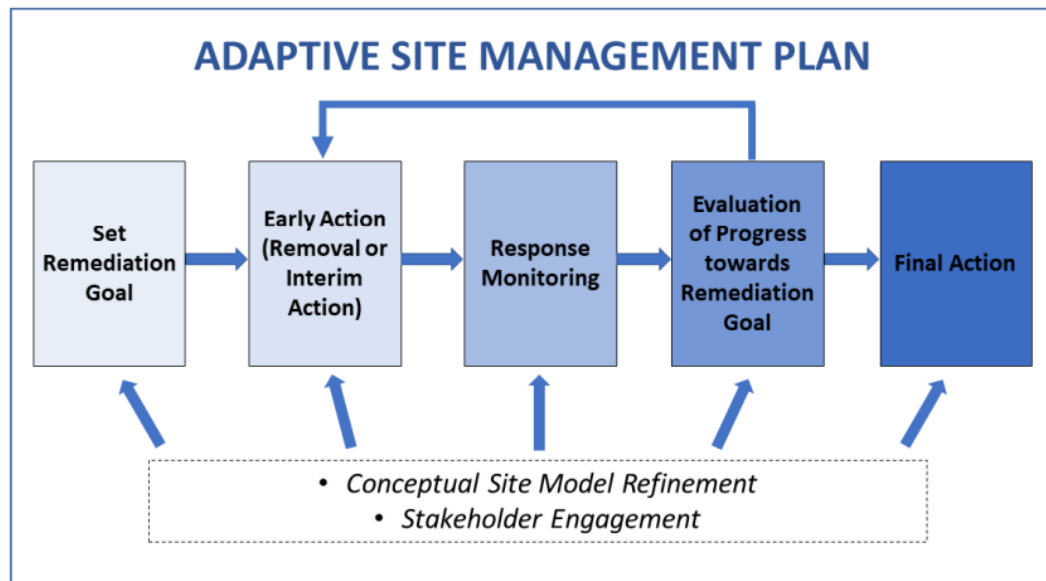 ADAPTIVE SITE MANAGEMENT PLAN
Set
Remediation
Goal
Early Action
(Removal or
Interim
Action)
Response
Monitoring
Evaluation
of Progress
towards
Remediation
Goal
Final Action
• Conceptual Site Model Refinement
• Stakeholder Engagement